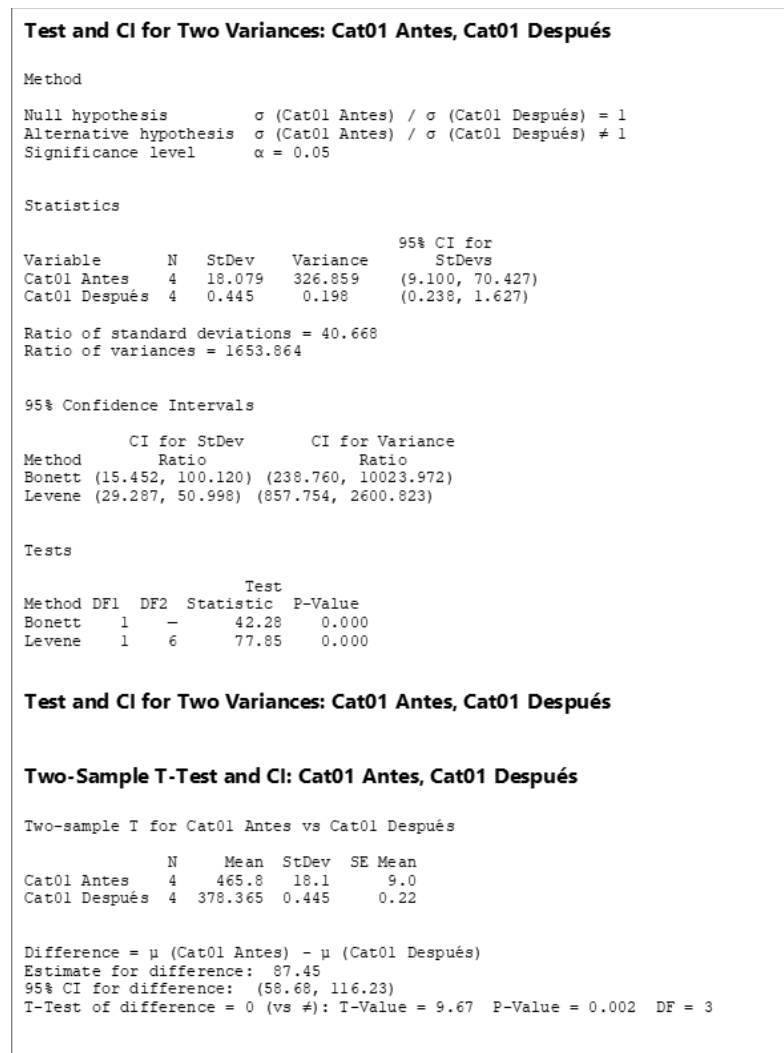 Test and CI for Two Variances: Cat01 Antes, Cat01 Después
Method
Null hypothesis σ (Cat01 Antes) / σ (Cat01 Después) = 1
Alternative hypothesis σ (Cat01 Antes) / σ (Cat01 Después) ≠ 1
Significance level α = 0.05
Statistics
95% CI for
Variable N StDev Variance StDevs
Cat01 Antes 4 18.079 326.859 (9.100, 70.427)
Cat01 Después 4 0.445 0.198 (0.238, 1.627)
Ratio of standard deviations = 40.668
Ratio of variances = 1653.864
95% Confidence Intervals
CI for StDev CI for Variance
Method Ratio Ratio
Bonett (15.452, 100.120) (238.760, 10023.972)
Levene (29.287, 50.998) (857.754, 2600.823)
Tests
Test
Method DF1 DF2 Statistic P-Value
Bonett 1 — 42.28 0.000
Levene 1 6 77.85 0.000
Test and CI for Two Variances: Cat01 Antes, Cat01 Después
Two-Sample T-Test and CI: Cat01 Antes, Cat01 Después
Two-sample T for Cat01 Antes vs Cat01 Después
N Mean StDev SE Mean
Cat01 Antes 4 465.8 18.1 9.0
Cat01 Después 4 378.365 0.445 0.22
Difference = μ (Cat01 Antes) - μ (Cat01 Después)
Estimate for difference: 87.45
95% CI for difference: (58.68, 116.23)
T-Test of difference = 0 (vs ≠): T-Value = 9.67 P-Value = 0.002 DF = 3